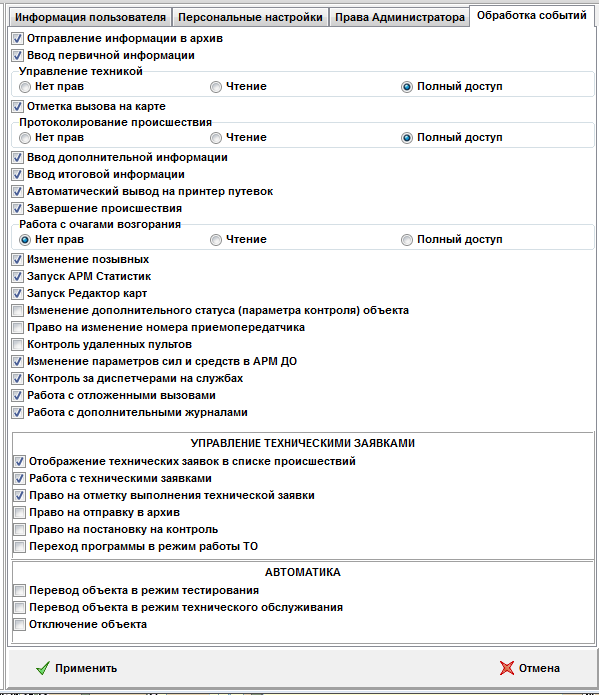 Информация пользователя Персональные настройки Права Администратора Обработка событий
Отправление информации в архив
Ввод первичной информации
Управление техникой
Нет прав Чтение Полный доступ
Отметка вызова на карте
Протоколирование происшествия
Нет прав Чтение Полный доступ
Ввод дополнительной информации
Ввод итоговой информации
Автоматический вывод на принтер путевок
Завершение происшествия
Работа с очагами возгорания
Нет прав Чтение Полный доступ
Изменение позывных
Запуск АРМ Статистик
Запуск Редактор карт
Изменение дополнительного статуса (параметра контроля) объекта
Право на изменение номера приемопередатчика
Контроль удаленных пультов
Изменение параметров сил и средств в АРМ ДО
Контроль за диспетчерами на службах
Работа с отложенными вызовами
Работа с дополнительными журналами
УПРАВЛЕНИЕ ТЕХНИЧЕСКИМИ ЗАЯВКАМИ
Отображение технических заявок в списке происшествий
Работа с техническими заявками
Право на отметку выполнения технической заявки
Право на отправку в архив
Право на постановку на контроль
Переход программы в режим работы ТО
АВТОМАТИКА
Перевод объекта в режим тестирования
Перевод объекта в режим технического обслуживания
Отключение объекта
Применить Отмена